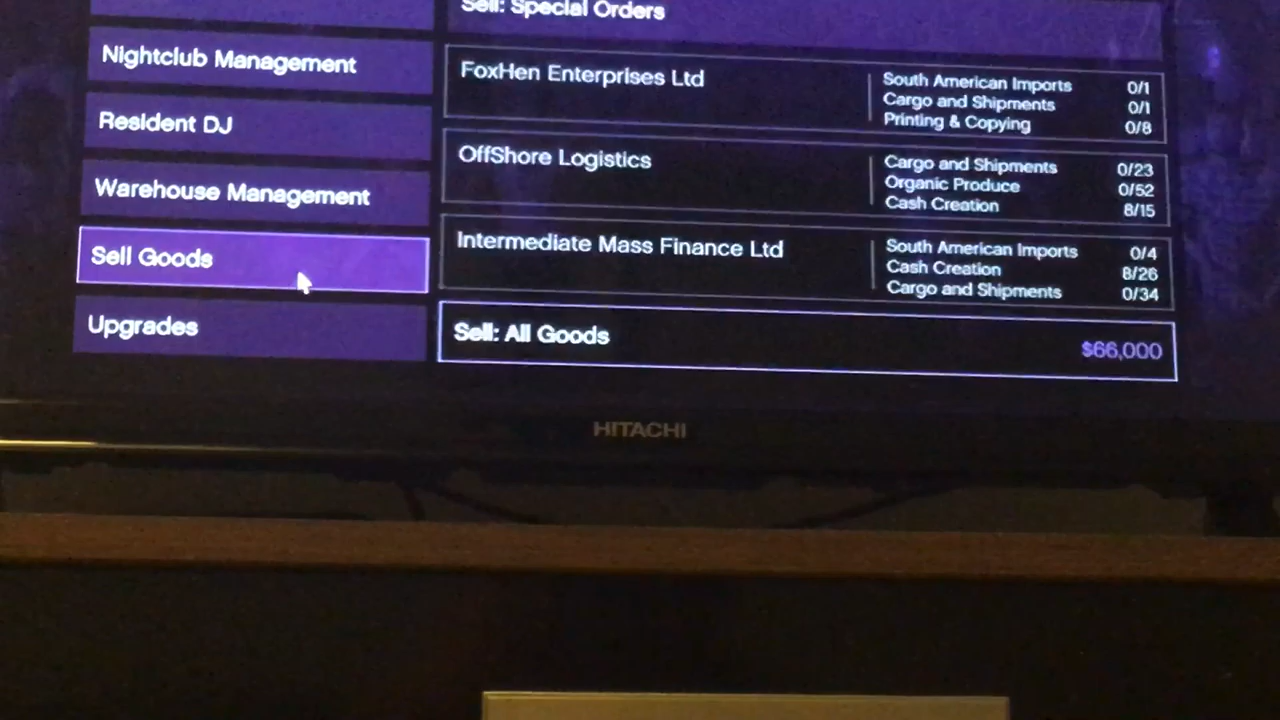 Sell: Special Orders
Nightclub Management
Resident DJ
Warehouse Management
Sell Goods
Upgrades
FoxHen Enterprises Ltd
South American Imports 0/1
Cargo and Shipments 0/1
Printing & Copying 0/8
OffShore Logistics
Cargo and Shipments 0/23
Organic Produce 0/52
Cash Creation 8/15
Intermediate Mass Finance Ltd
South American Imports 0/4
Cash Creation 8/26
Cargo and Shipments 0/34
Sell: All Goods $66,000
HITACHI